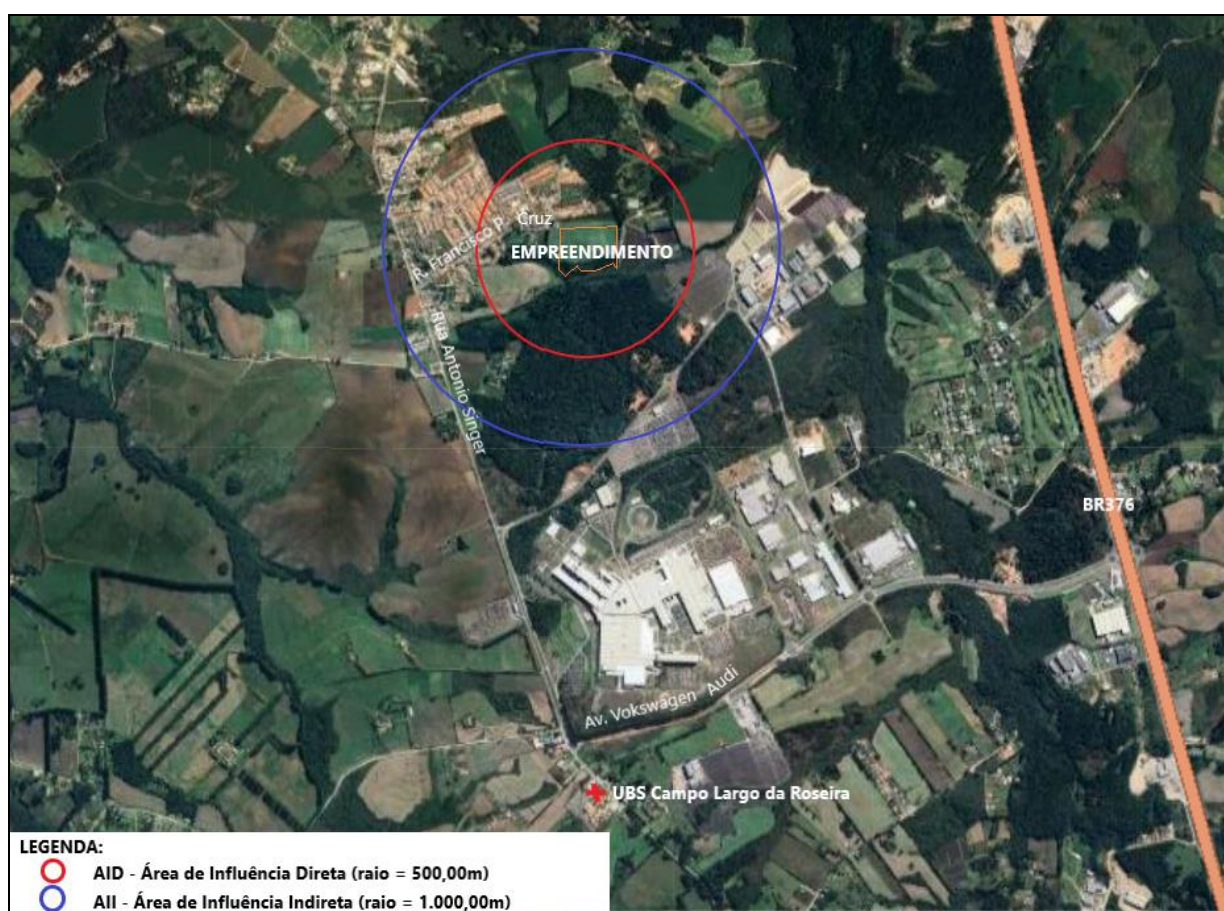 R. Francisco P. Cruz
EMPREENDIMENTO
Rua Antonio Singer
BR376
Av. Vokswagen Audi
UBS Campo Largo da Roseira
LEGENDA:
AID - Área de Influência Direta (raio = 500,00m)
AII - Área de Influência Indireta (raio = 1.000,00m)